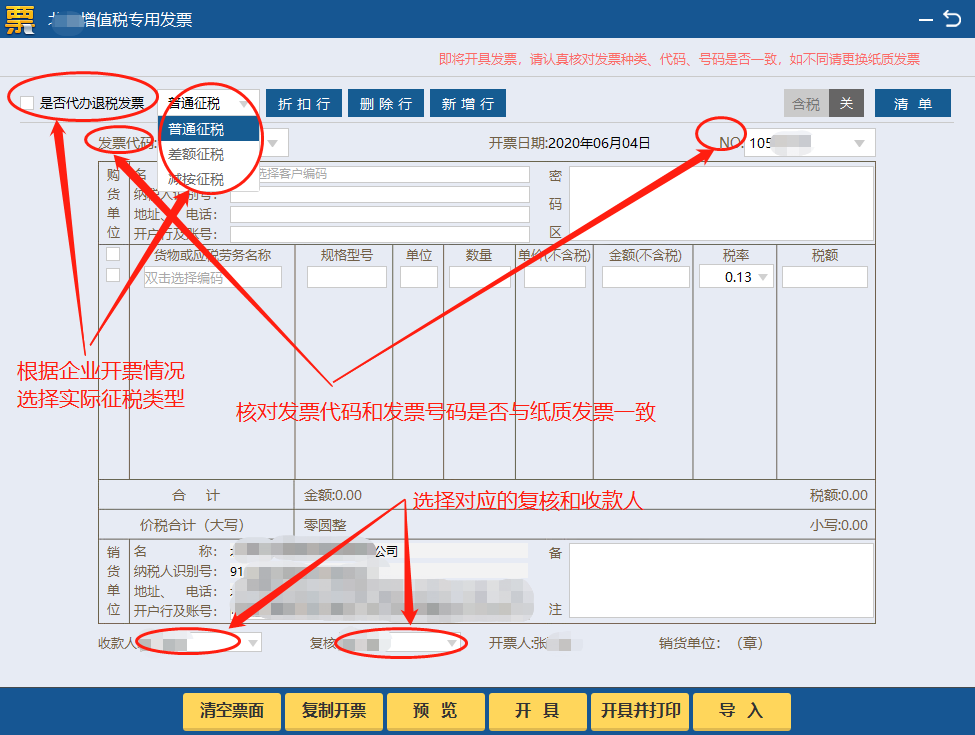 票 北 增值税专用发票
即将开具发票，请认真核对发票种类、代码、号码是否一致，如不同请更换纸质发票
是否代办退税发票 普通征税 折扣行 删除行 新增行 含税 关 清 单
普通征税
差额征税
减按征税
发票代码: 开票日期:2020年06月04日 NO: 105
购货单位
名
选择客户编码
纳税人识别号：
地址、 电话：
开户行及账号：
密码区
货物或应税劳务名称 规格型号 单位 数量 单价(不含税) 金额(不含税) 税率 税额
双击选择编码 0.13
根据企业开票情况
选择实际征税类型
核对发票代码和发票号码是否与纸质发票一致
合 计 金额:0.00 税额:0.00
选择对应的复核和收款人
价税合计（大写） 零圆整 小写:0.00
销货单位
名 称： 公司
纳税人识别号： 91
地址、 电话：
开户行及账号：
备注
收款人 复核 开票人:张 销货单位：（章）
清空票面 复制开票 预 览 开 具 开具并打印 导 入